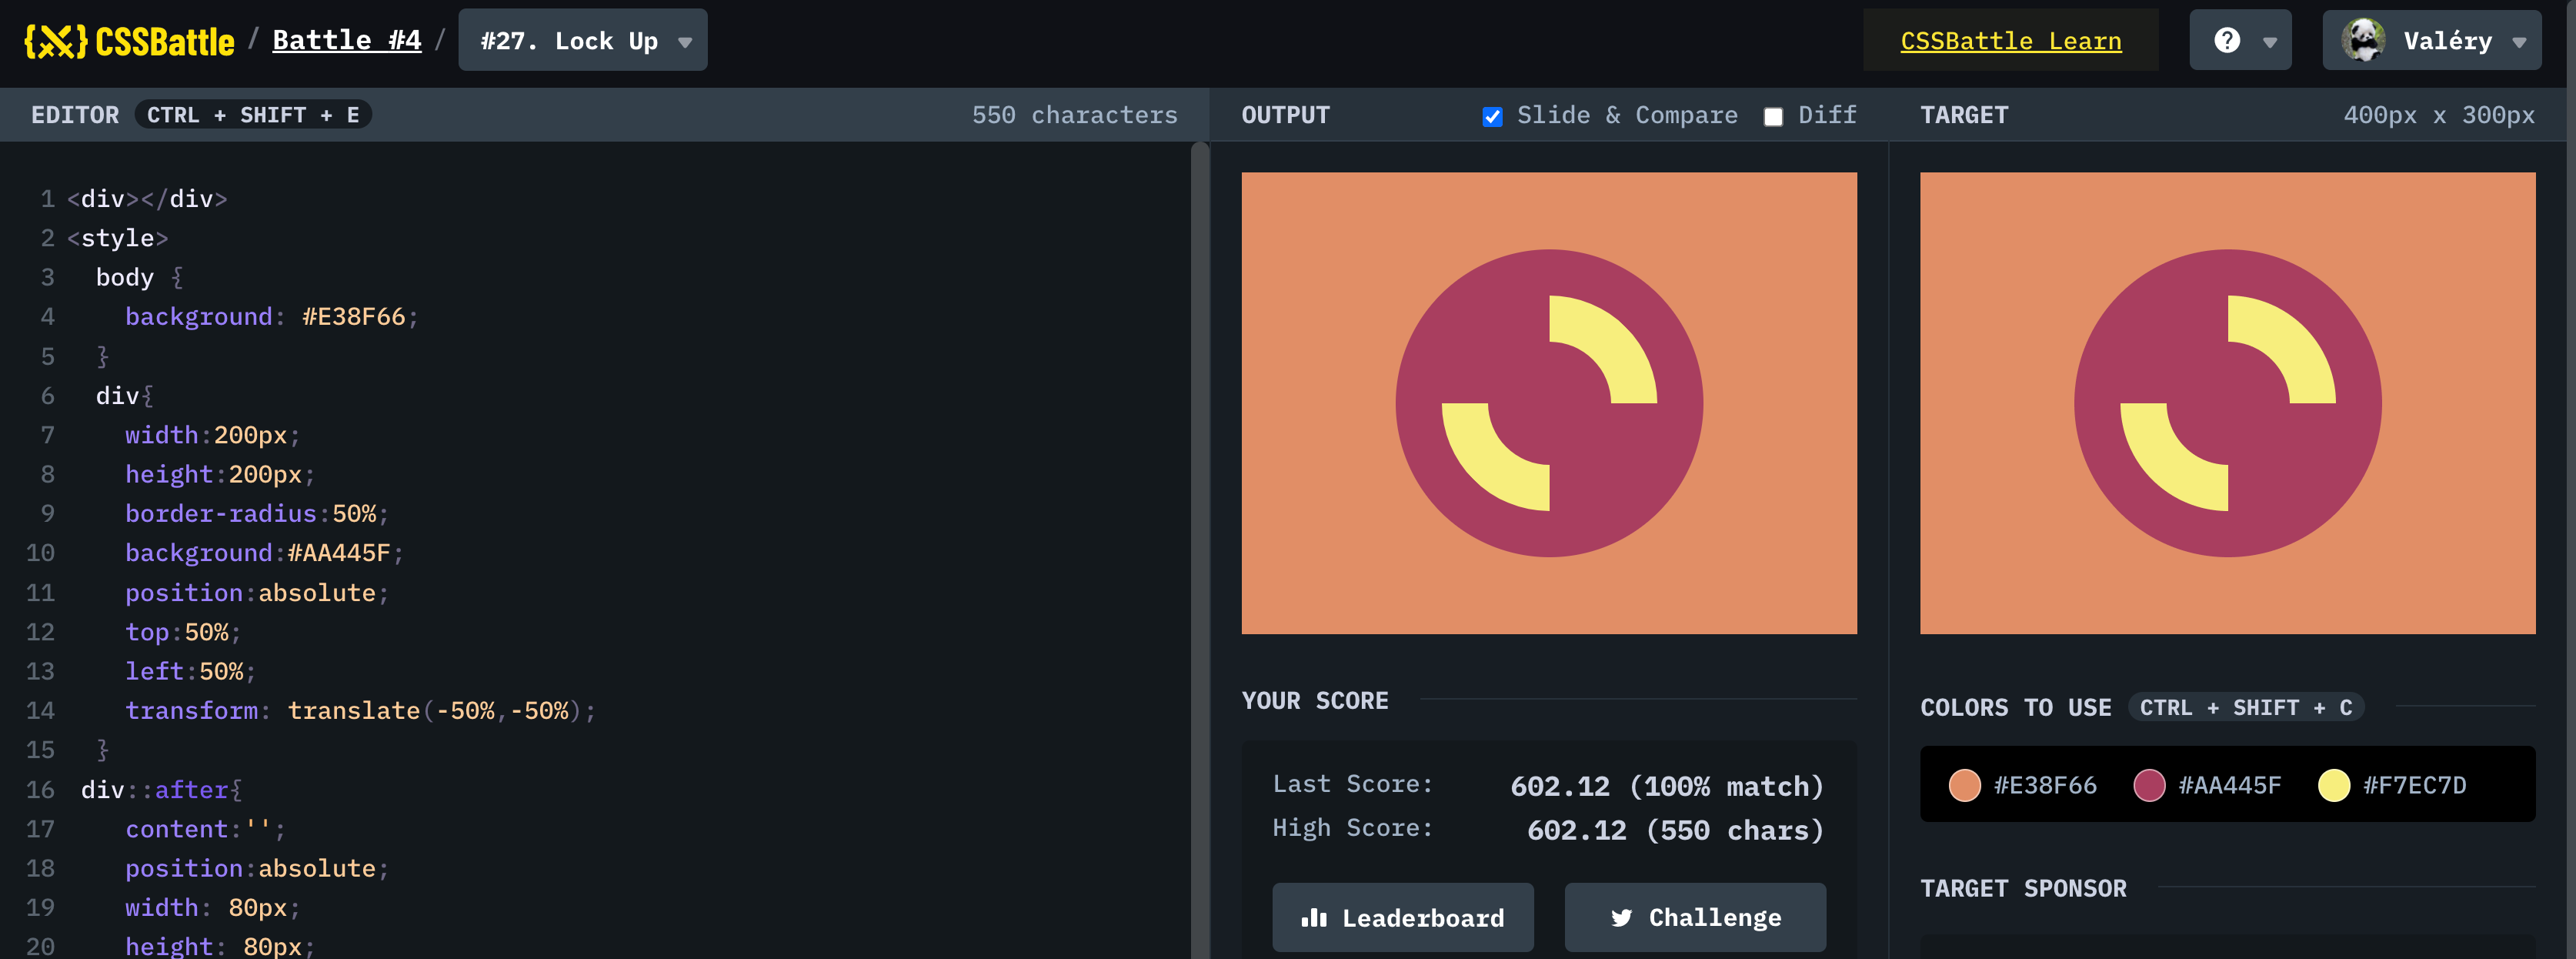 {} CSSBattle / Battle #4 / #27. Lock Up
CSSBattle Learn
?
Valéry
EDITOR CTRL + SHIFT + E
550 characters
1 <div></div>
2 <style>
3 body {
4 background: #E38F66;
5 }
6 div{
7 width:200px;
8 height:200px;
9 border-radius:50%;
10 background:#AA445F;
11 position:absolute;
12 top:50%;
13 left:50%;
14 transform: translate(-50%,-50%);
15 }
16 div::after{
17 content:'';
18 position:absolute;
19 width: 80px;
20 height: 80px;
OUTPUT
Slide & Compare
Diff
YOUR SCORE
Last Score: 602.12 (100% match)
High Score: 602.12 (550 chars)
Leaderboard
Challenge
TARGET
400px x 300px
COLORS TO USE CTRL + SHIFT + C
#E38F66 #AA445F #F7EC7D
TARGET SPONSOR